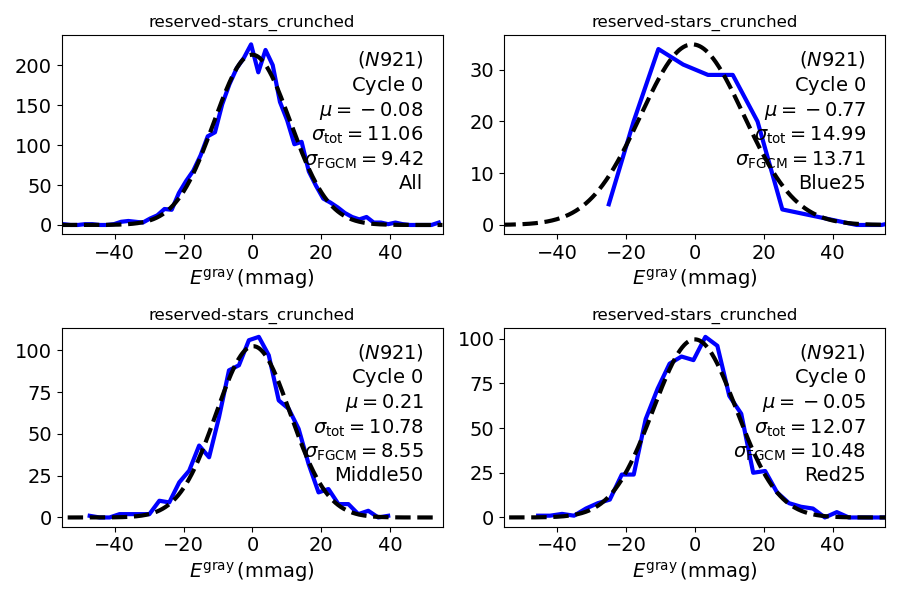 reserved-stars_crunched
200
150
100
50
0
(N921)
Cycle 0
μ = −0.08
σtot = 11.06
σFGCM = 9.42
All
−40 −20 0 20 40
E^gray (mmag)
reserved-stars_crunched
30
20
10
0
(N921)
Cycle 0
μ = −0.77
σtot = 14.99
σFGCM = 13.71
Blue25
−40 −20 0 20 40
E^gray (mmag)
reserved-stars_crunched
100
75
50
25
0
(N921)
Cycle 0
μ = 0.21
σtot = 10.78
σFGCM = 8.55
Middle50
−40 −20 0 20 40
E^gray (mmag)
reserved-stars_crunched
100
75
50
25
0
(N921)
Cycle 0
μ = −0.05
σtot = 12.07
σFGCM = 10.48
Red25
−40 −20 0 20 40
E^gray (mmag)